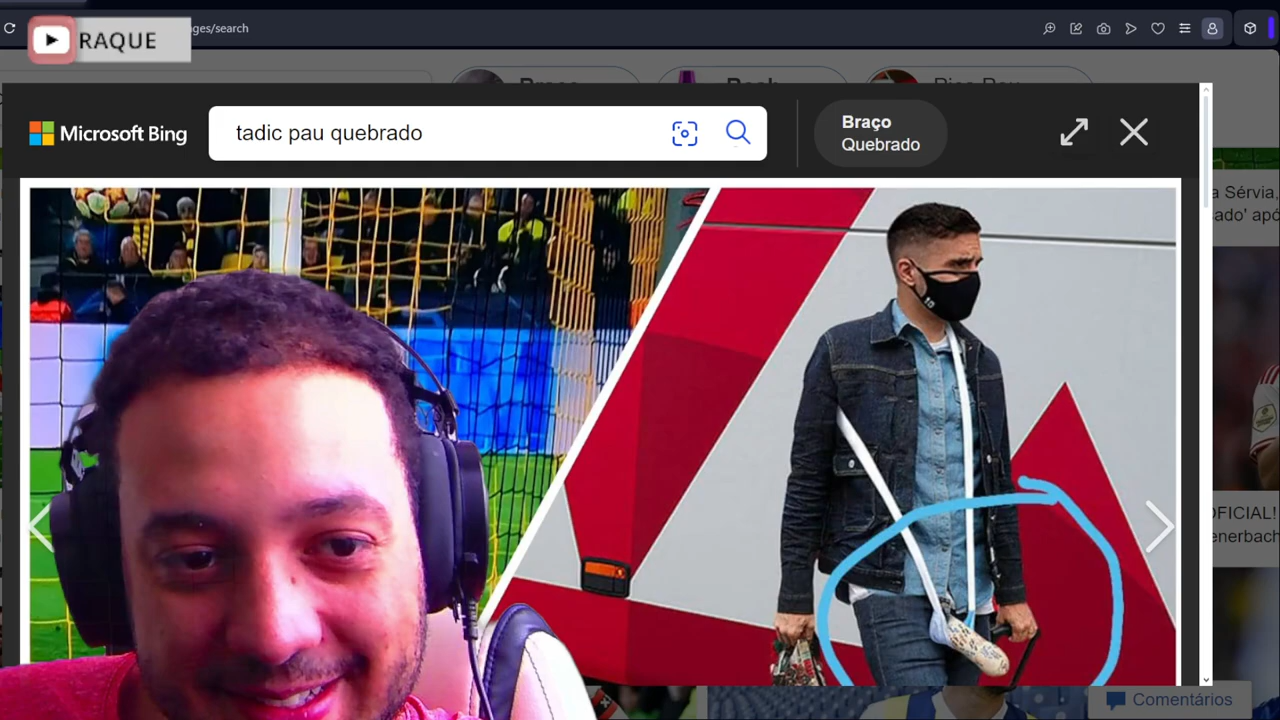 RAQUE
ges/search
Microsoft Bing
tadic pau quebrado
Braço
Quebrado
a Sérvia,
ado' apó
OFICIAL!
enerbach
Comentários